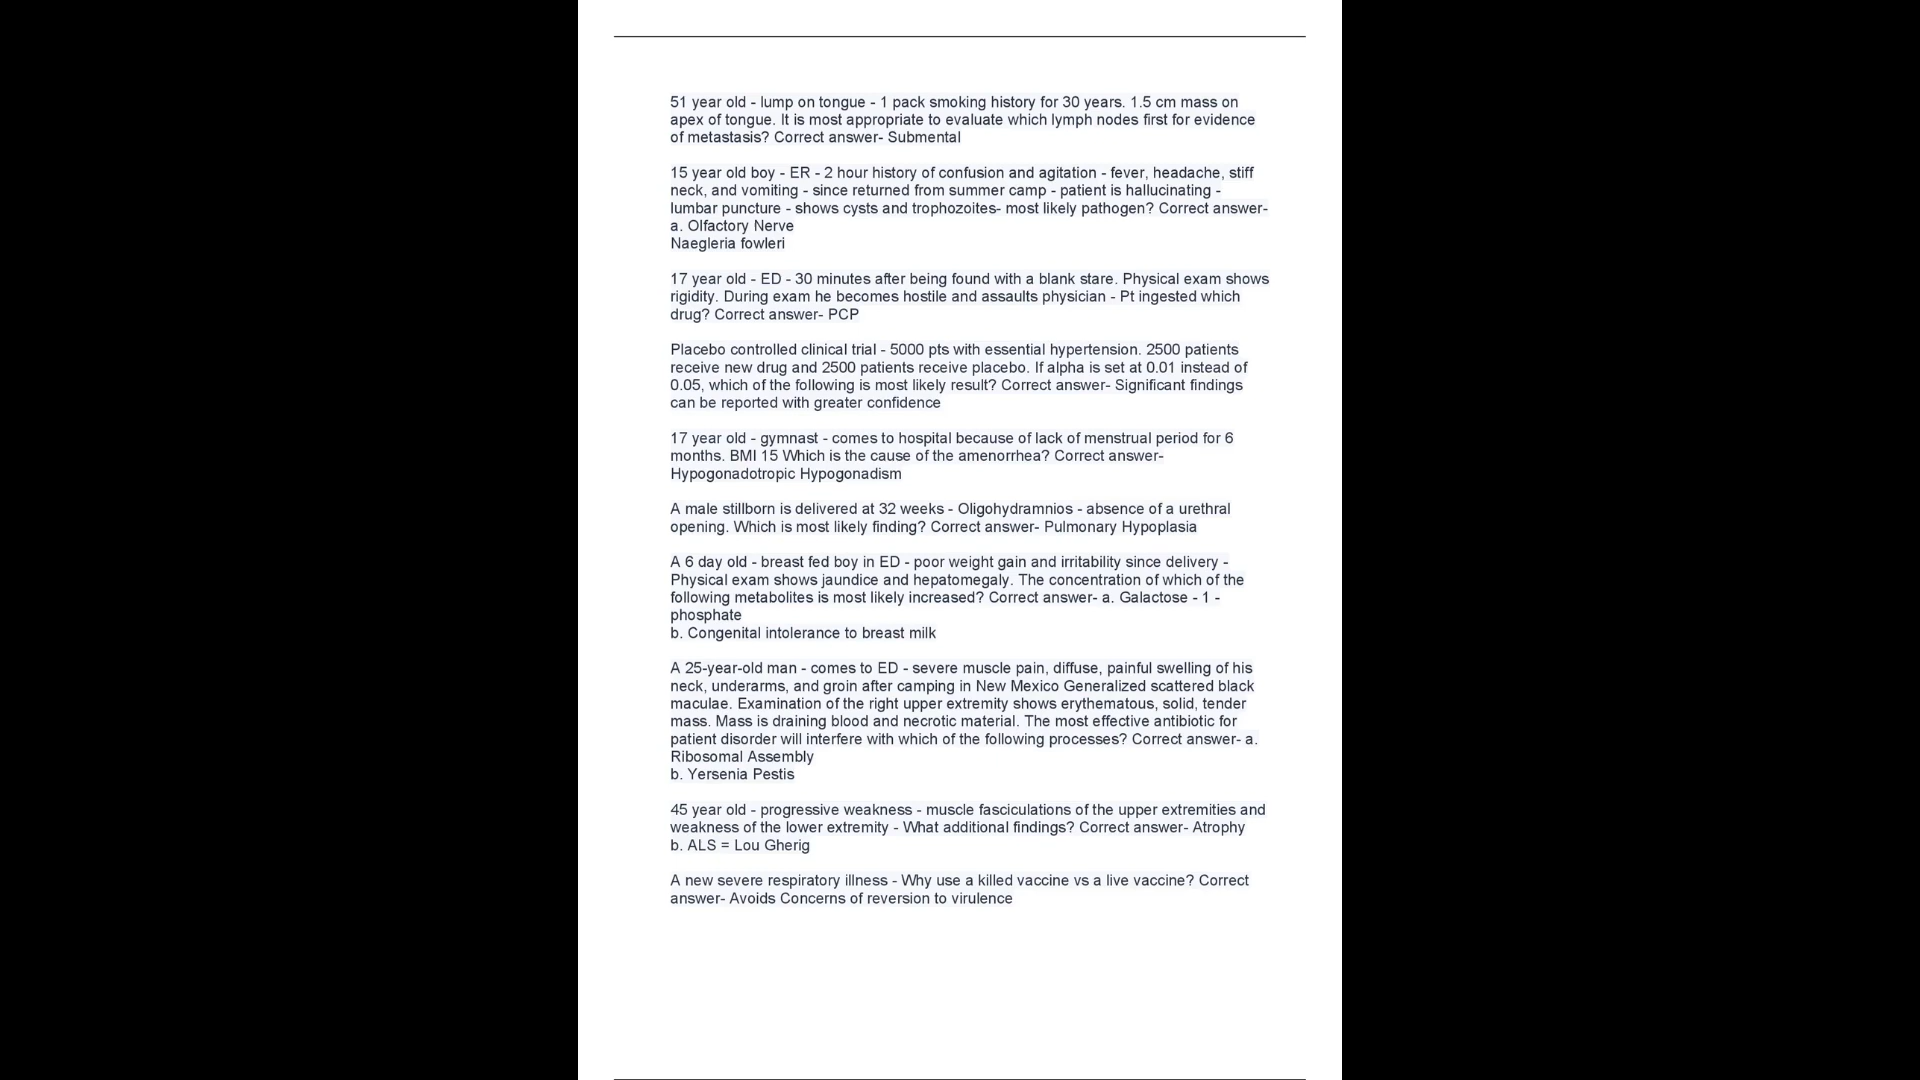 51 year old - lump on tongue - 1 pack smoking history for 30 years. 1.5 cm mass on
apex of tongue. It is most appropriate to evaluate which lymph nodes first for evidence
of metastasis? Correct answer- Submental
15 year old boy - ER - 2 hour history of confusion and agitation - fever, headache, stiff
neck, and vomiting - since returned from summer camp - patient is hallucinating -
lumbar puncture - shows cysts and trophozoites- most likely pathogen? Correct answer-
a. Olfactory Nerve
Naegleria fowleri
17 year old - ED - 30 minutes after being found with a blank stare. Physical exam shows
rigidity. During exam he becomes hostile and assaults physician - Pt ingested which
drug? Correct answer- PCP
Placebo controlled clinical trial - 5000 pts with essential hypertension. 2500 patients
receive new drug and 2500 patients receive placebo. If alpha is set at 0.01 instead of
0.05, which of the following is most likely result? Correct answer- Significant findings
can be reported with greater confidence
17 year old - gymnast - comes to hospital because of lack of menstrual period for 6
months. BMI 15 Which is the cause of the amenorrhea? Correct answer-
Hypogonadotropic Hypogonadism
A male stillborn is delivered at 32 weeks - Oligohydramnios - absence of a urethral
opening. Which is most likely finding? Correct answer- Pulmonary Hypoplasia
A 6 day old - breast fed boy in ED - poor weight gain and irritability since delivery -
Physical exam shows jaundice and hepatomegaly. The concentration of which of the
following metabolites is most likely increased? Correct answer- a. Galactose - 1 -
phosphate
b. Congenital intolerance to breast milk
A 25-year-old man - comes to ED - severe muscle pain, diffuse, painful swelling of his
neck, underarms, and groin after camping in New Mexico Generalized scattered black
maculae. Examination of the right upper extremity shows erythematous, solid, tender
mass. Mass is draining blood and necrotic material. The most effective antibiotic for
patient disorder will interfere with which of the following processes? Correct answer- a.
Ribosomal Assembly
b. Yersenia Pestis
45 year old - progressive weakness - muscle fasciculations of the upper extremities and
weakness of the lower extremity - What additional findings? Correct answer- Atrophy
b. ALS = Lou Gherig
A new severe respiratory illness - Why use a killed vaccine vs a live vaccine? Correct
answer- Avoids Concerns of reversion to virulence